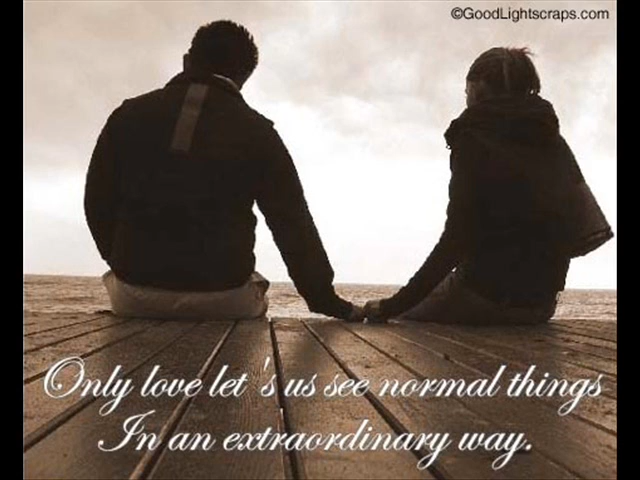 ©GoodLightscraps.com
Only love let's us see normal things
In an extraordinary way.